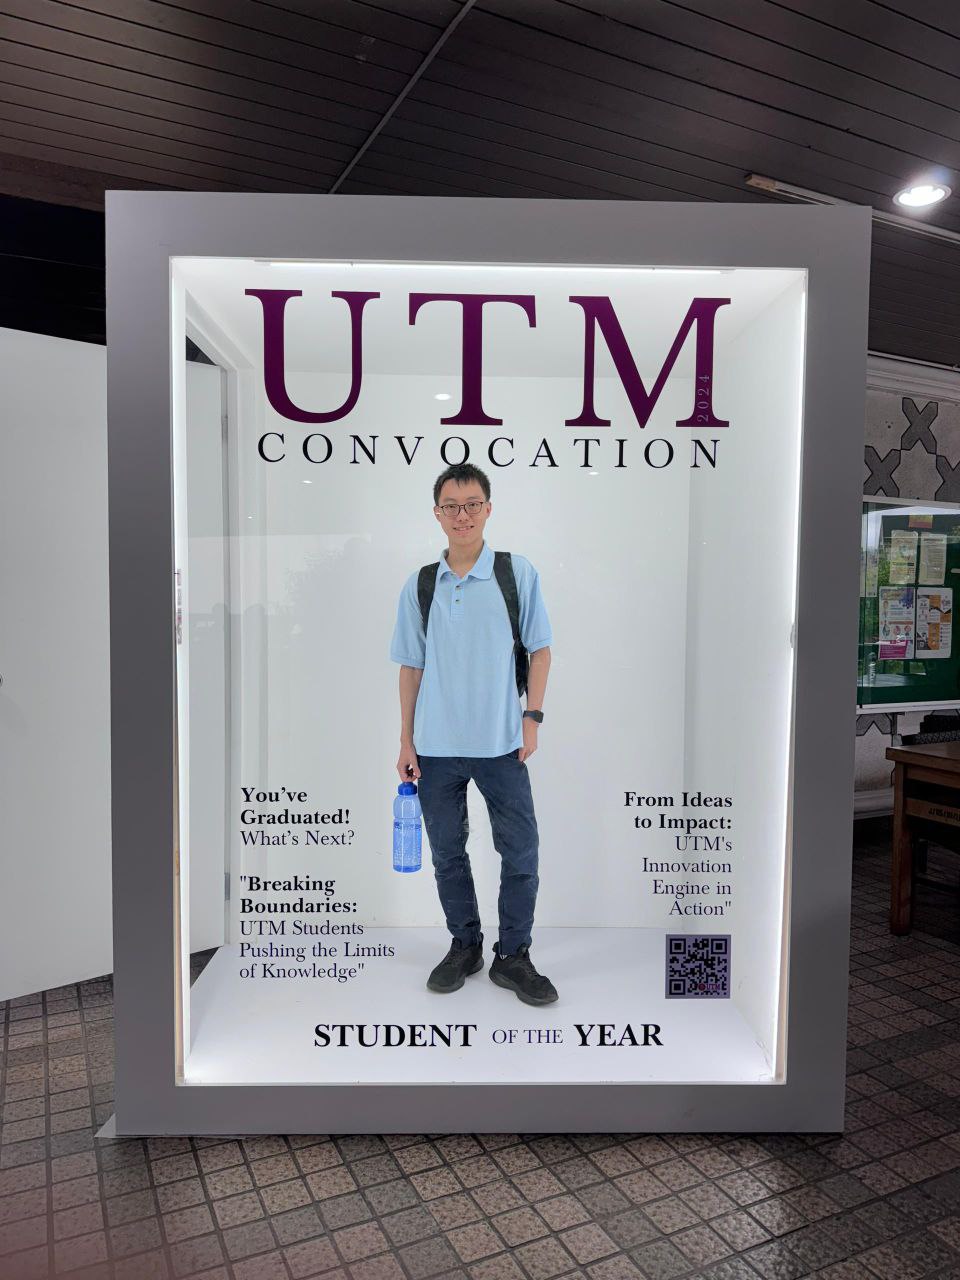 UTM
2024
CONVOCATION
You've
Graduated!
What's Next?
"Breaking
Boundaries:
UTM Students
Pushing the Limits
of Knowledge"
From Ideas
to Impact:
UTM's
Innovation
Engine in
Action"
UTM
STUDENT OF THE YEAR